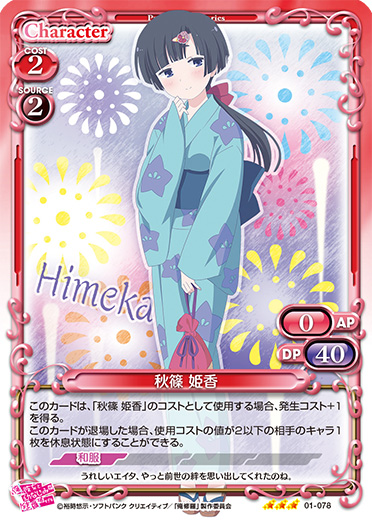 Character
COST
2
SOURCE
2
Himeka
0 AP
DP 40
秋篠 姫香
このカードは、「秋篠 姫香」のコストとして使用する場合、発生コスト+1
を得る。
このカードが退場した場合、使用コストの値が2以下の相手のキャラ1
枚を休息状態にすることができる。
和服
うれしいエイタ、やっと前世の絆を思い出してくれたのね。
©裕時悠示・ソフトバンク クリエイティブ/「俺修羅」製作委員会
01-078